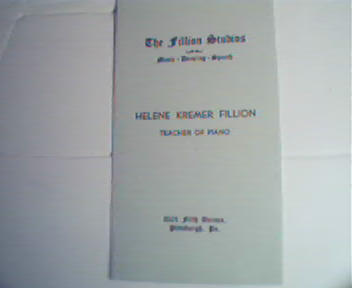 The Fillion Studios
Music - Dancing - Speech
HELENE KREMER FILLION
TEACHER OF PIANO
Fifth Avenue,
Pittsburgh, Pa.